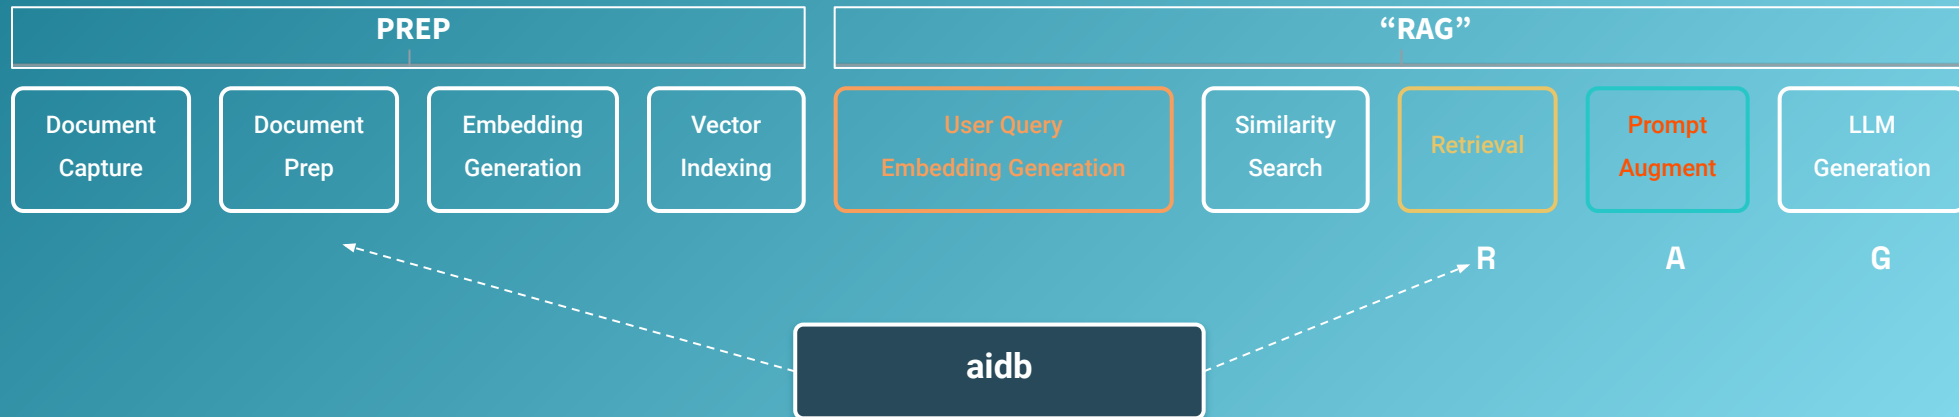 PREP
“RAG”
Document
Capture
Document
Prep
Embedding
Generation
Vector
Indexing
User Query
Embedding Generation
Similarity
Search
Retrieval
Prompt
Augment
LLM
Generation
R
A
G
aidb